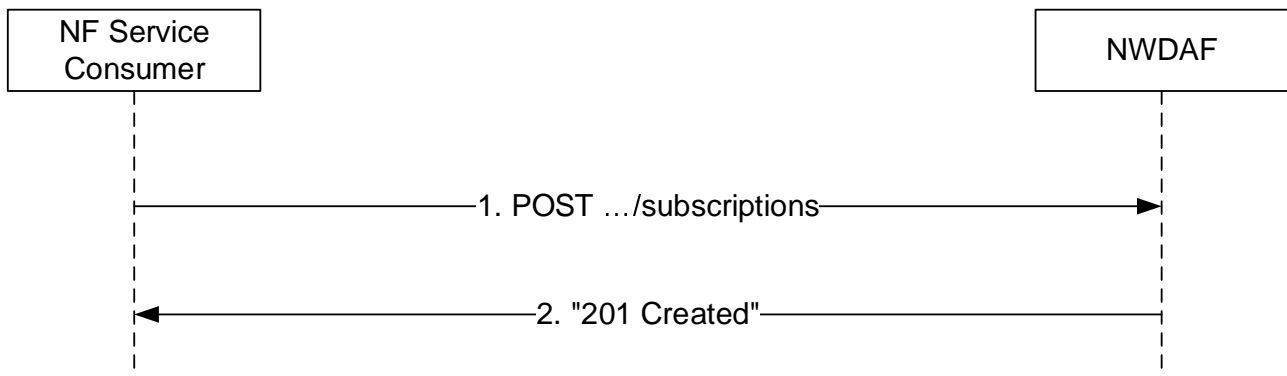 NF Service
Consumer
NWDAF
1. POST …/subscriptions
2. "201 Created"